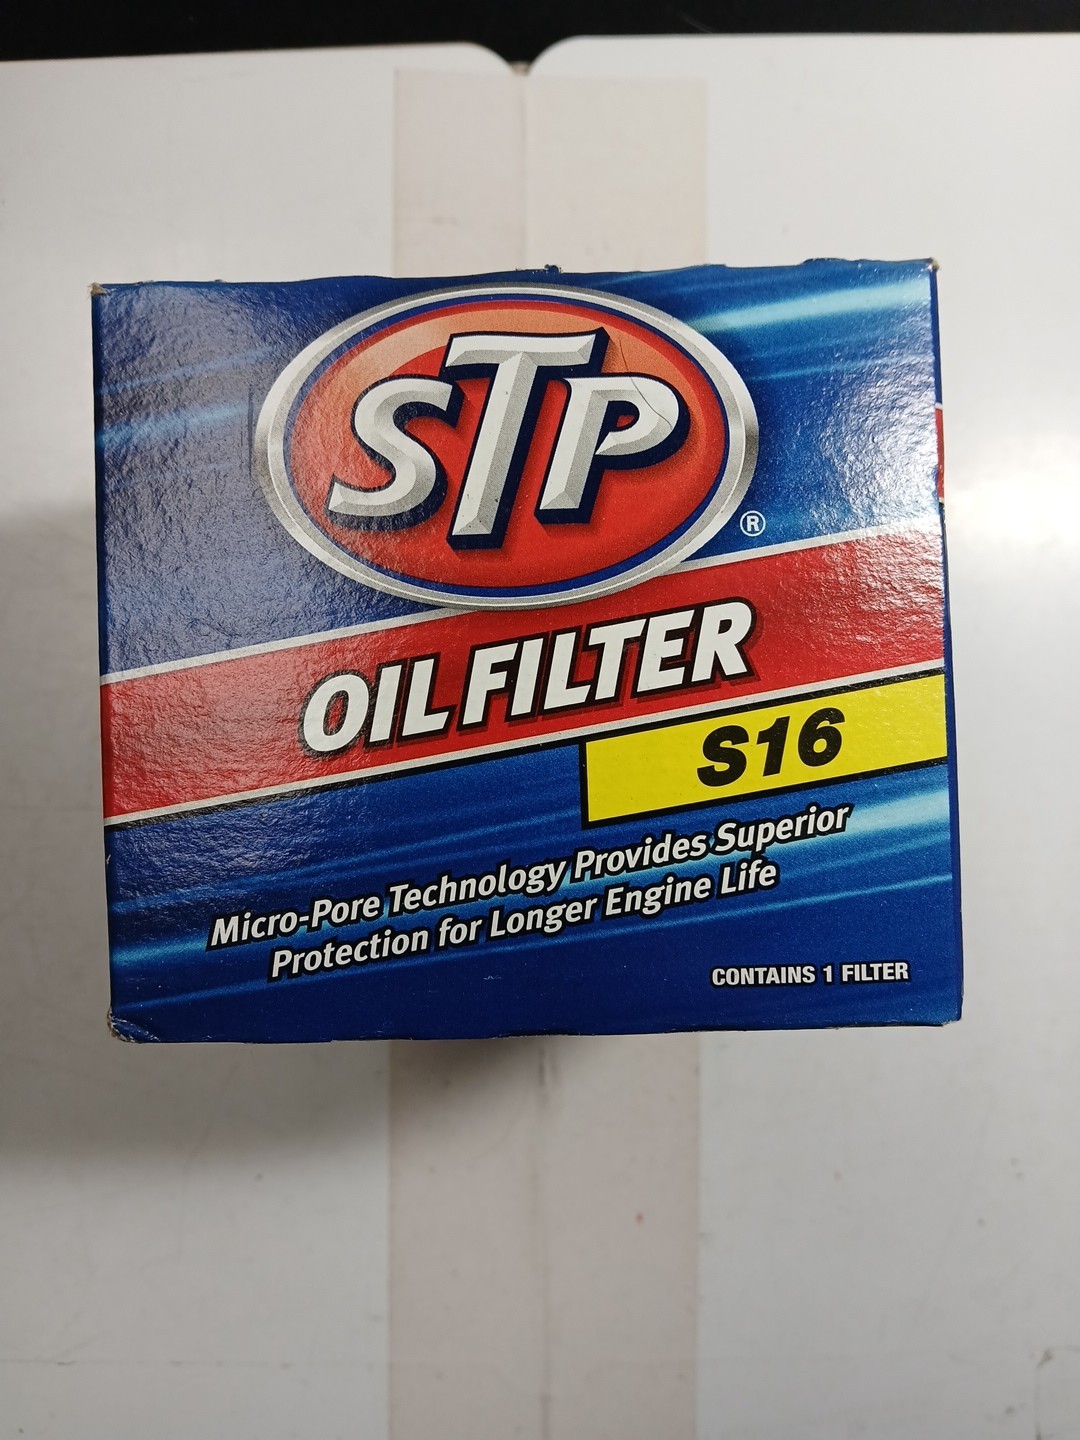 STP
®
OIL FILTER
S16
Micro-Pore Technology Provides Superior
Protection for Longer Engine Life
CONTAINS 1 FILTER